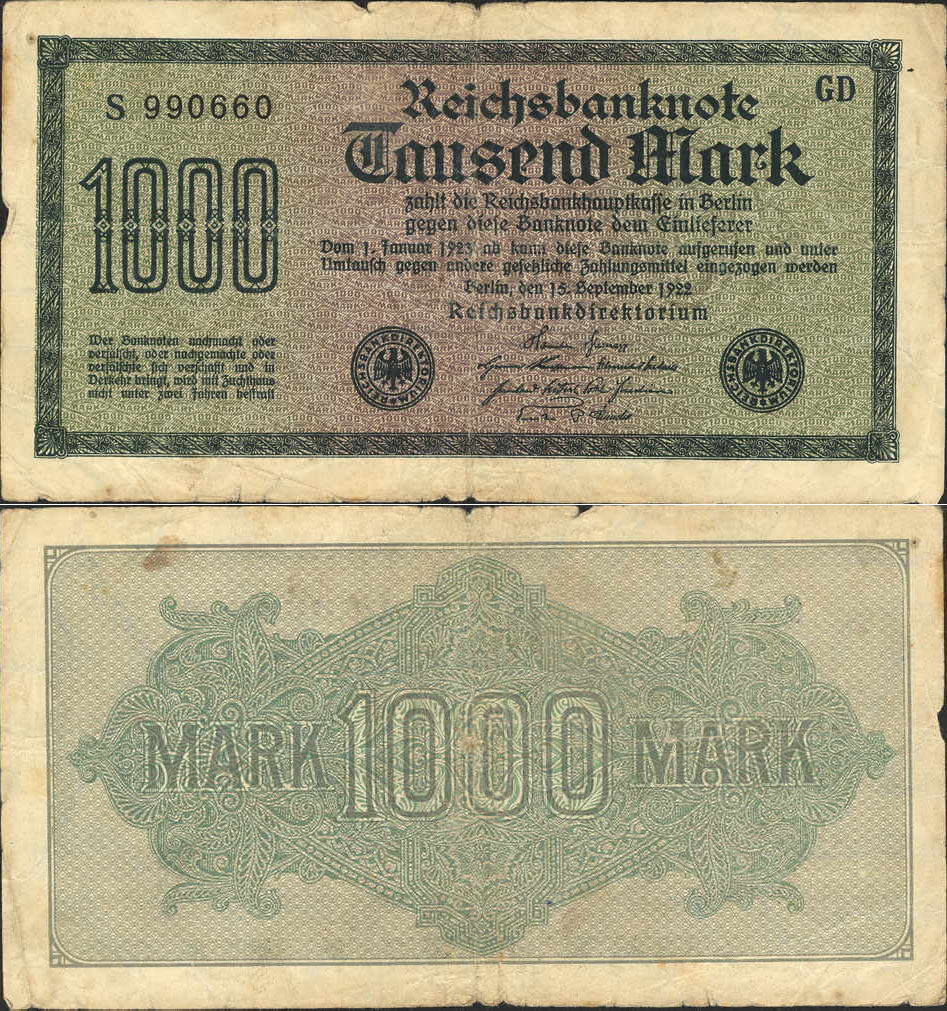 S 990660
GD
Reichsbanknote
Tausend Mark
1000
zahlt die Reichsbankhauptkasse in Berlin
gegen diese Banknote dem Einlieferer
Vom 1. Januar 1923 ab kann diese Banknote aufgerufen und unter
Umtausch gegen andere gesetzliche Zahlungsmittel eingezogen werden
Berlin, den 15. September 1922
Reichsbankdirektorium
Wer Banknoten nachmacht oder
verfälscht, oder nachgemachte oder
verfälschte sich verschafft und in
Verkehr bringt, wird mit Zuchthaus
nicht unter zwei Jahren bestraft
REICHSBANKDIREKTORIUM
REICHSBANKDIREKTORIUM
MARK 1000 MARK